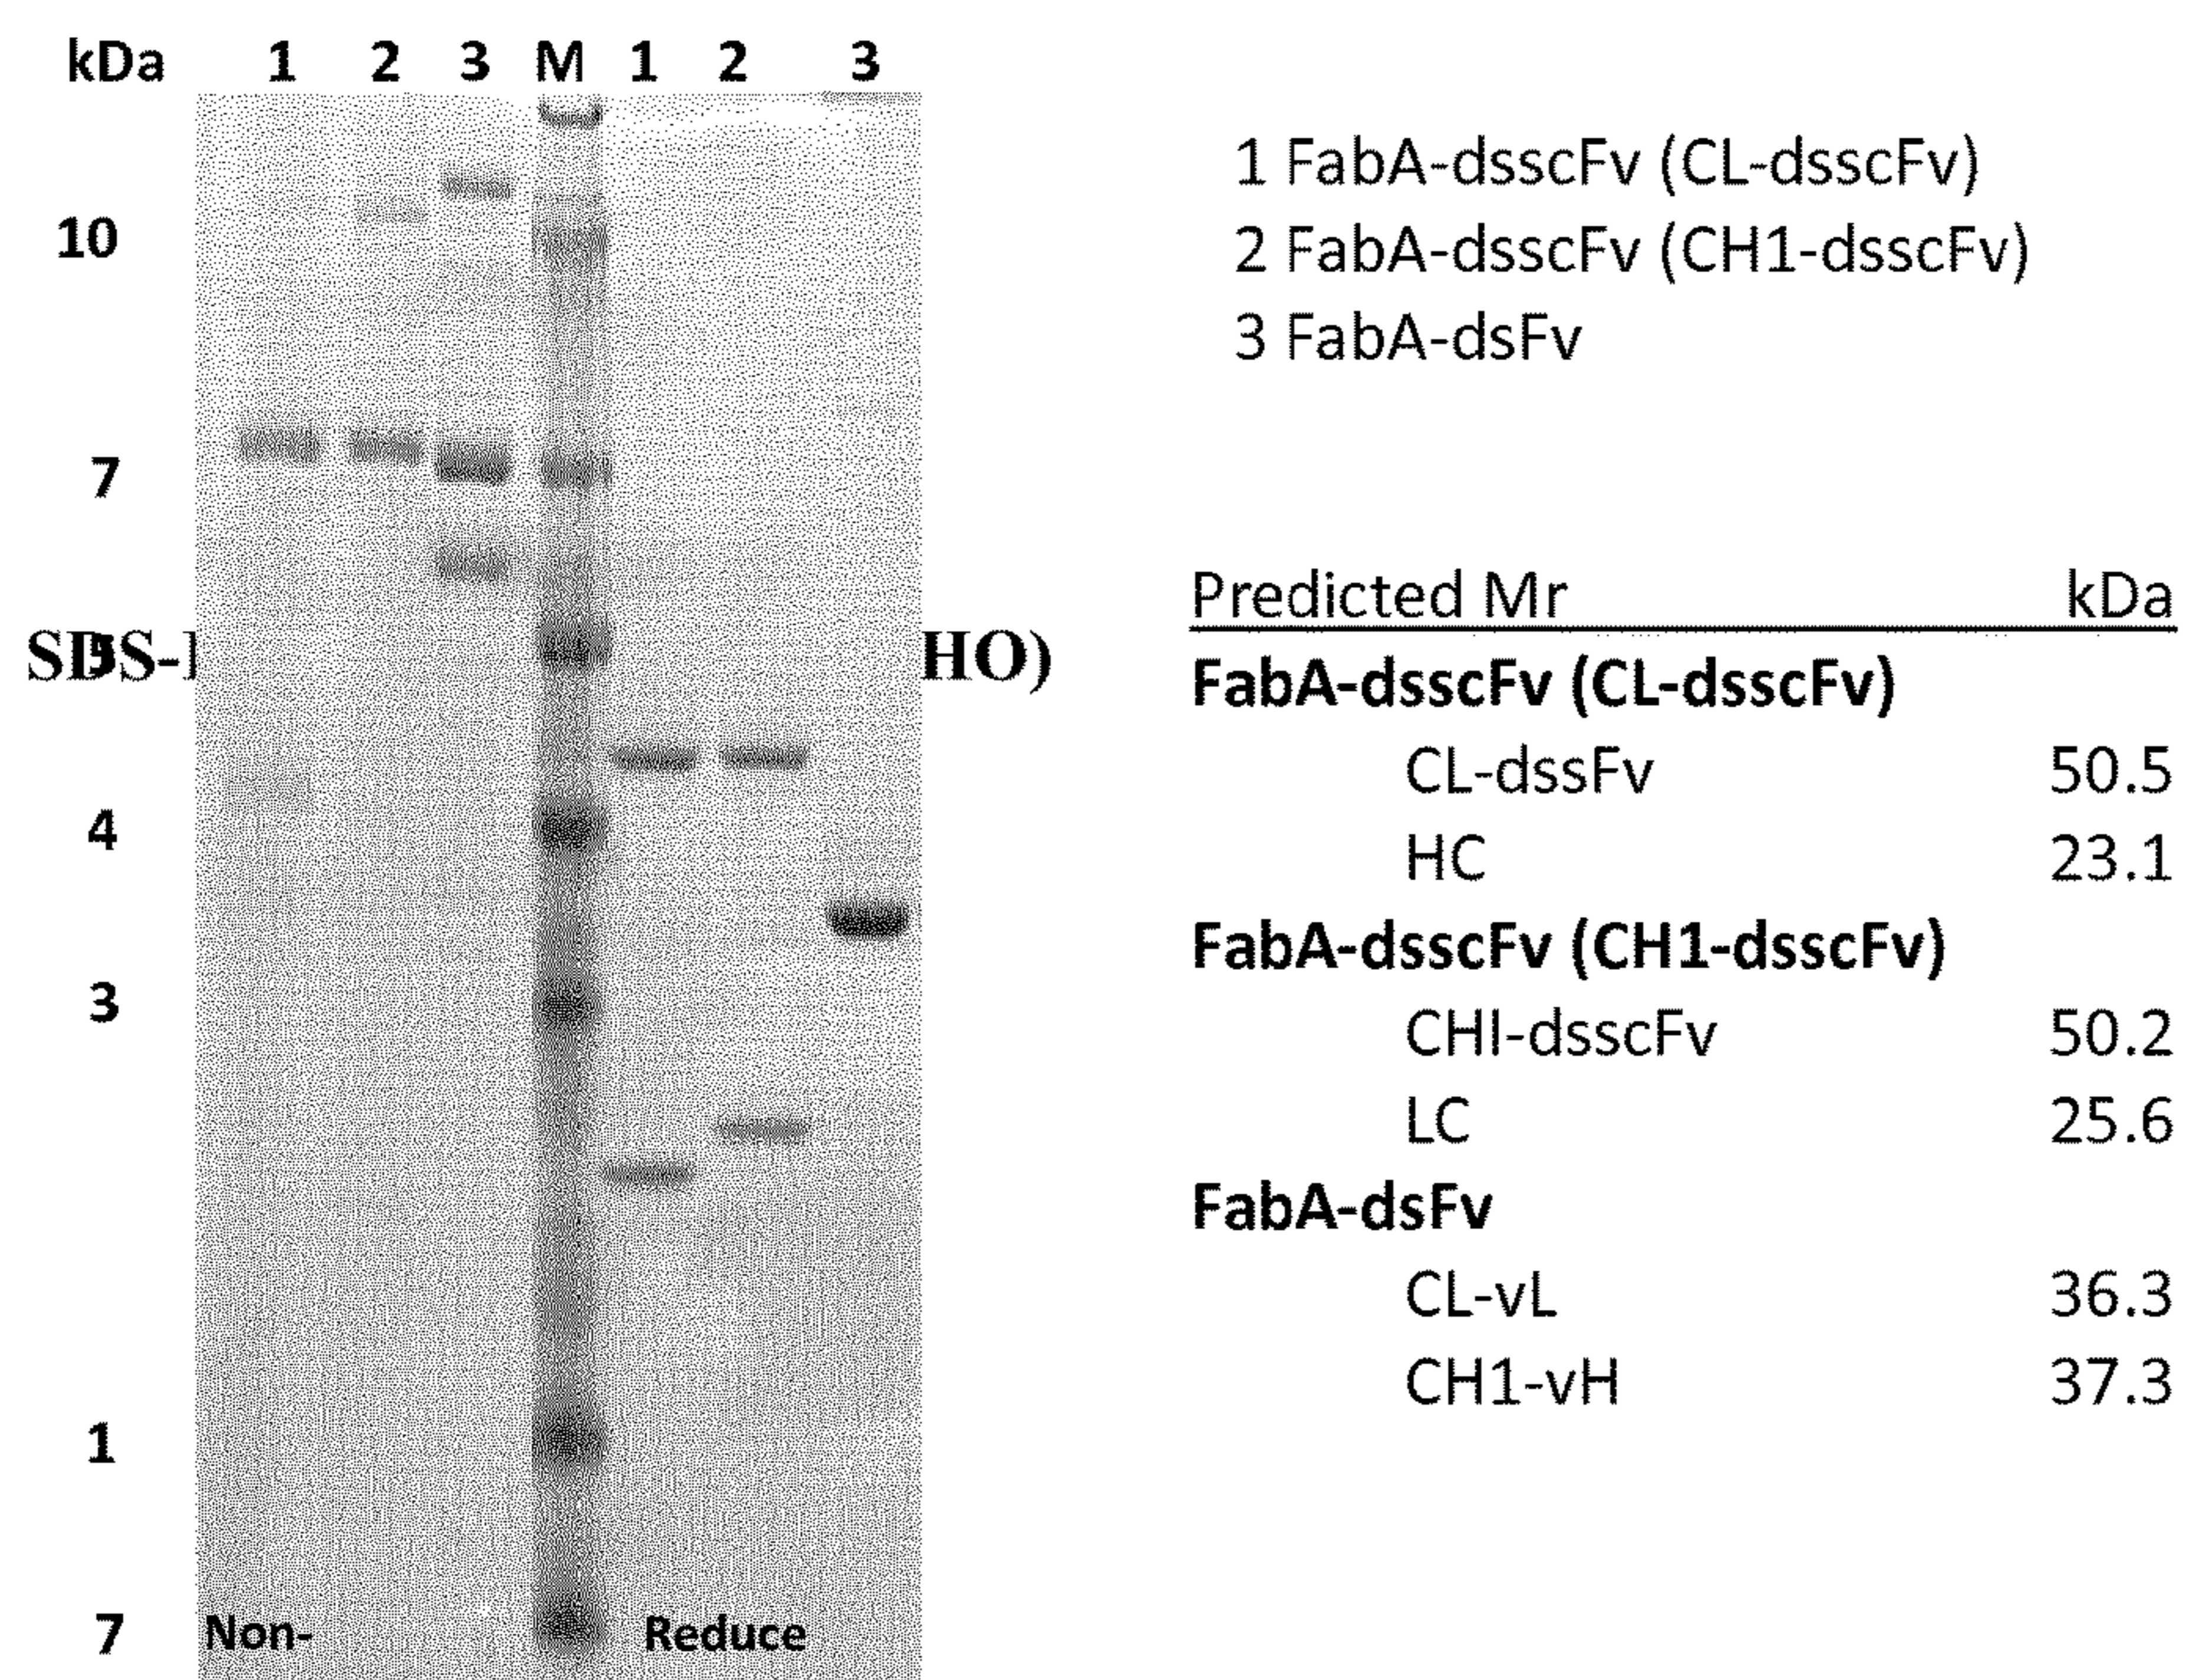 kDa 1 2 3 M 1 2 3
10
7
SDS-
HO)
4
3
1
7
Non-
Reduce
1 FabA-dsscFv (CL-dsscFv)
2 FabA-dsscFv (CH1-dsscFv)
3 FabA-dsFv
Predicted Mr kDa
FabA-dsscFv (CL-dsscFv)
CL-dssFv 50.5
HC 23.1
FabA-dsscFv (CH1-dsscFv)
CHI-dsscFv 50.2
LC 25.6
FabA-dsFv
CL-vL 36.3
CH1-vH 37.3